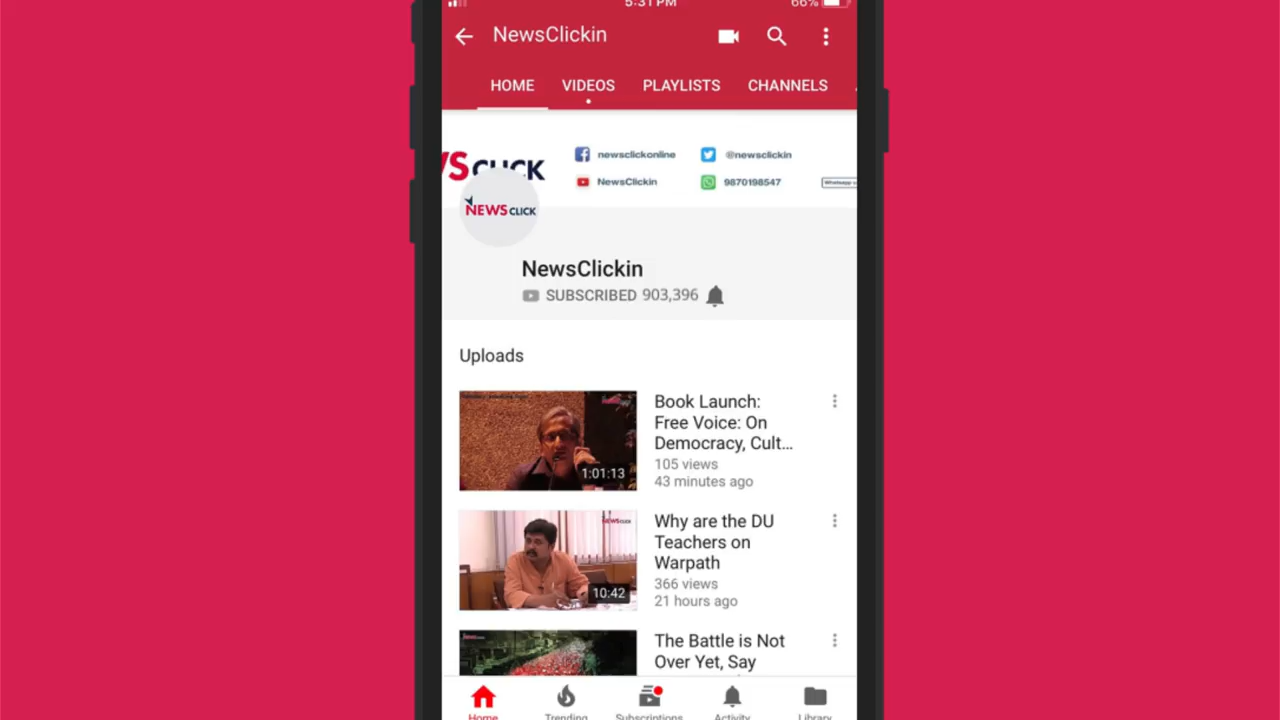 5:31 PM 66%
NewsClickin
HOME VIDEOS PLAYLISTS CHANNELS
S CLICK
newsclickonline @newsclickin
NewsClickin 9870198547
NEWS CLICK
NewsClickin
SUBSCRIBED 903,396
Uploads
Book Launch:
Free Voice: On
Democracy, Cult...
105 views
43 minutes ago
1:01:13
NEWSCLICK
Why are the DU
Teachers on
Warpath
366 views
21 hours ago
10:42
The Battle is Not
Over Yet, Say
Home Trending Subscriptions Activity Library